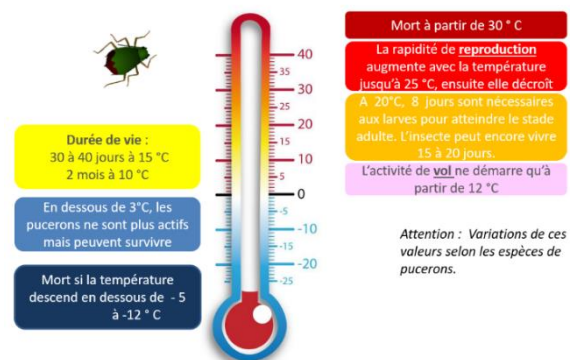 Durée de vie :
30 à 40 jours à 15 °C
2 mois à 10 °C
En dessous de 3°C, les
pucerons ne sont plus actifs
mais peuvent survivre
Mort si la température
descend en dessous de - 5
à -12 ° C
40
35
30
25
20
15
10
5
0
-5
-10
-15
-20
-25
Mort à partir de 30 ° C
La rapidité de reproduction
augmente avec la température
jusqu'à 25 °C, ensuite elle décroît
A 20°C, 8 jours sont nécessaires
aux larves pour atteindre le stade
adulte. L'insecte peut encore vivre
15 à 20 jours.
L'activité de vol ne démarre qu'à
partir de 12 °C
Attention : Variations de ces
valeurs selon les espèces de
pucerons.